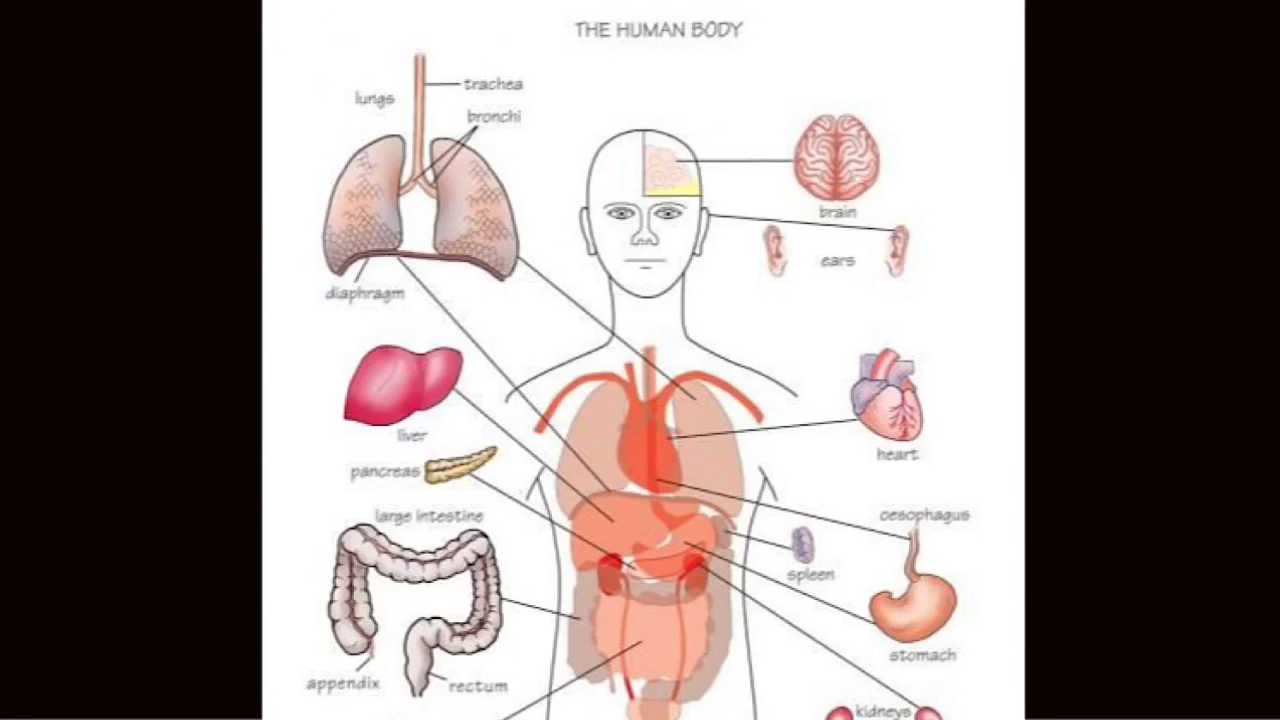 THE HUMAN BODY
trachea
lungs
bronchi
brain
ears
diaphragm
liver
heart
pancreas
large intestine
oesophagus
spleen
stomach
appendix
rectum
kidneys